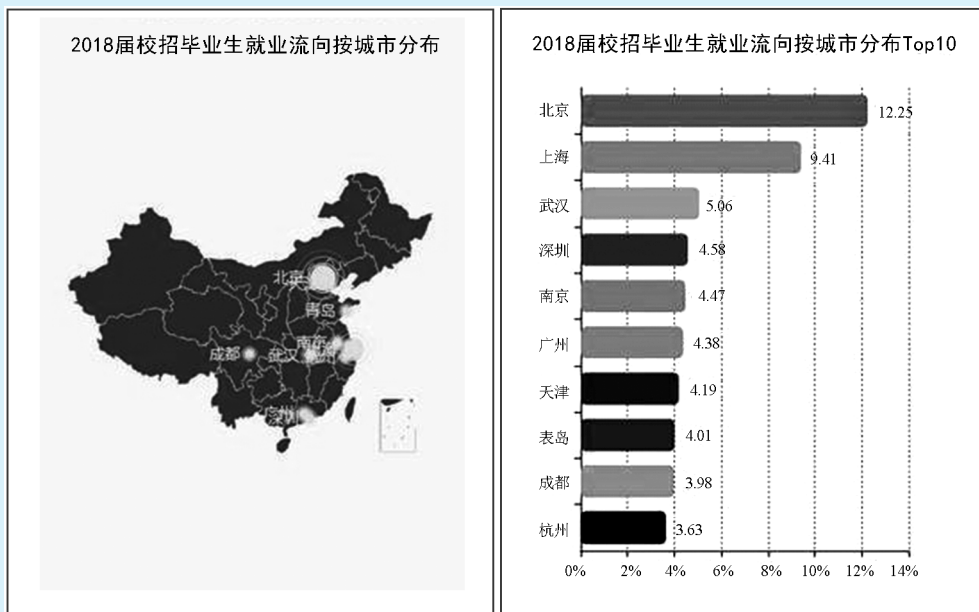 2018届校招毕业生就业流向按城市分布
北京
青岛
南京
成都
武汉
广州
2018届校招毕业生就业流向按城市分布Top10
北京 12.25
上海 9.41
武汉 5.06
深圳 4.58
南京 4.47
广州 4.38
天津 4.19
表岛 4.01
成都 3.98
杭州 3.63
0% 2% 4% 6% 8% 10% 12% 14%